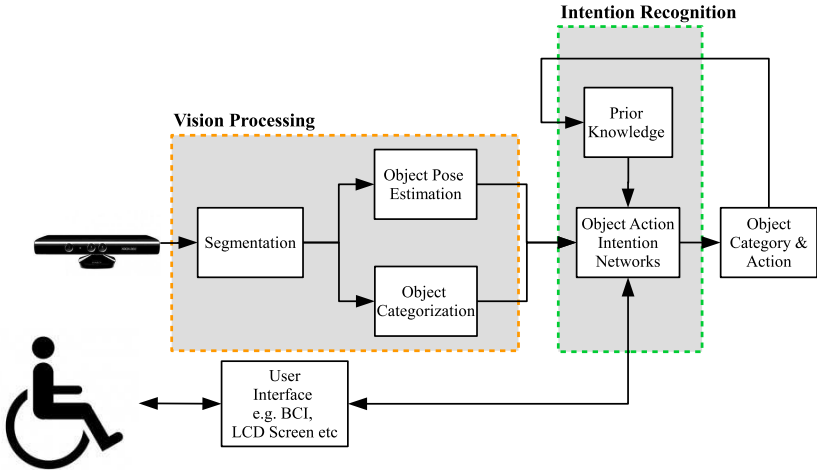 Intention Recognition
Vision Processing
Prior
Knowledge
Object Pose
Estimation
Segmentation
Object Action
Intention
Networks
Object
Category &
Action
Object
Categorization
User
Interface
e.g. BCI,
LCD Screen etc